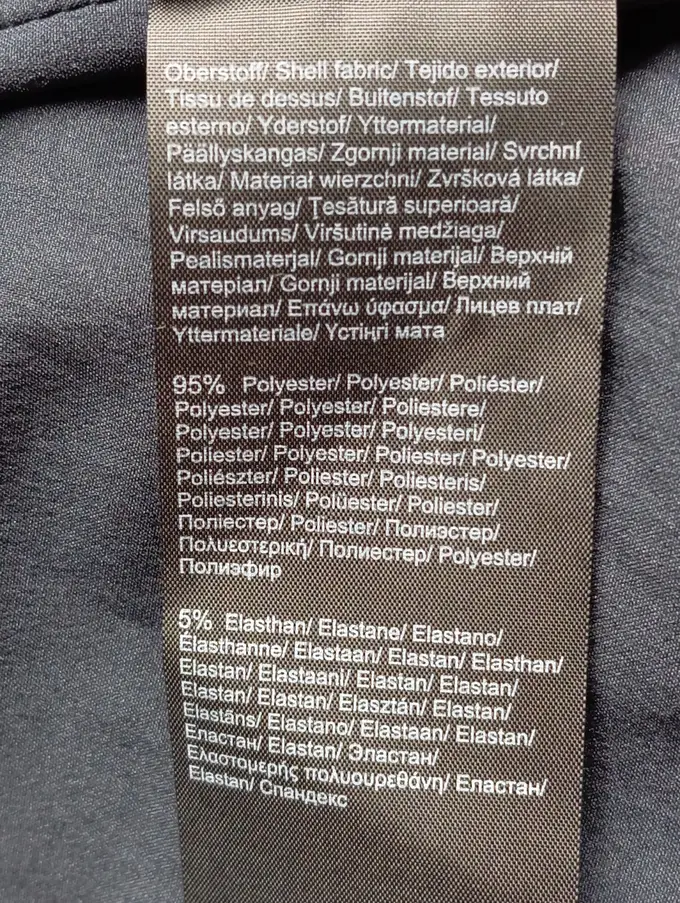 Oberstoff/ Shell fabric/ Tejido exterior/
Tissu de dessus/ Buitenstof/ Tessuto
esterno/ Yderstof/ Yttermaterial/
Päällyskangas/ Zgornji material/ Svrchní
látka/ Materiał wierzchni/ Zvršková látka/
Felső anyag/ Țesătură superioară/
Virsaudums/ Viršutinė medžiaga/
Pealismaterjal/ Gornji materijal/ Верхній
матеріал/ Gornji materijal/ Верхний
материал/ Επάνω ύφασμα/ Лицев плат/
Yttermateriale/ Үстіңгі мата
95% Polyester/ Polyester/ Poliéster/
Polyester/ Polyester/ Poliestere/
Polyester/ Polyester/ Polyesteri/
Poliester/ Polyester/ Poliester/ Polyester/
Poliészter/ Poliester/ Poliesteris/
Poliesterinis/ Polüester/ Poliester/
Поліестер/ Poliester/ Полиэстер/
Πολυεστερική/ Полиестер/ Polyester/
Полиэфир
5% Elasthan/ Elastane/ Elastano/
Élasthanne/ Elastaan/ Elastan/ Elasthan/
Elastan/ Elastaani/ Elastan/ Elastan/
Elastan/ Elastan/ Elasztán/ Elastan/
Elastāns/ Elastano/ Elastaan/ Elastan/
Еластан/ Elastan/ Эластан/
Ελαστομερής πολυουρεθάνη/ Еластан/
Elastan/ Спандекс